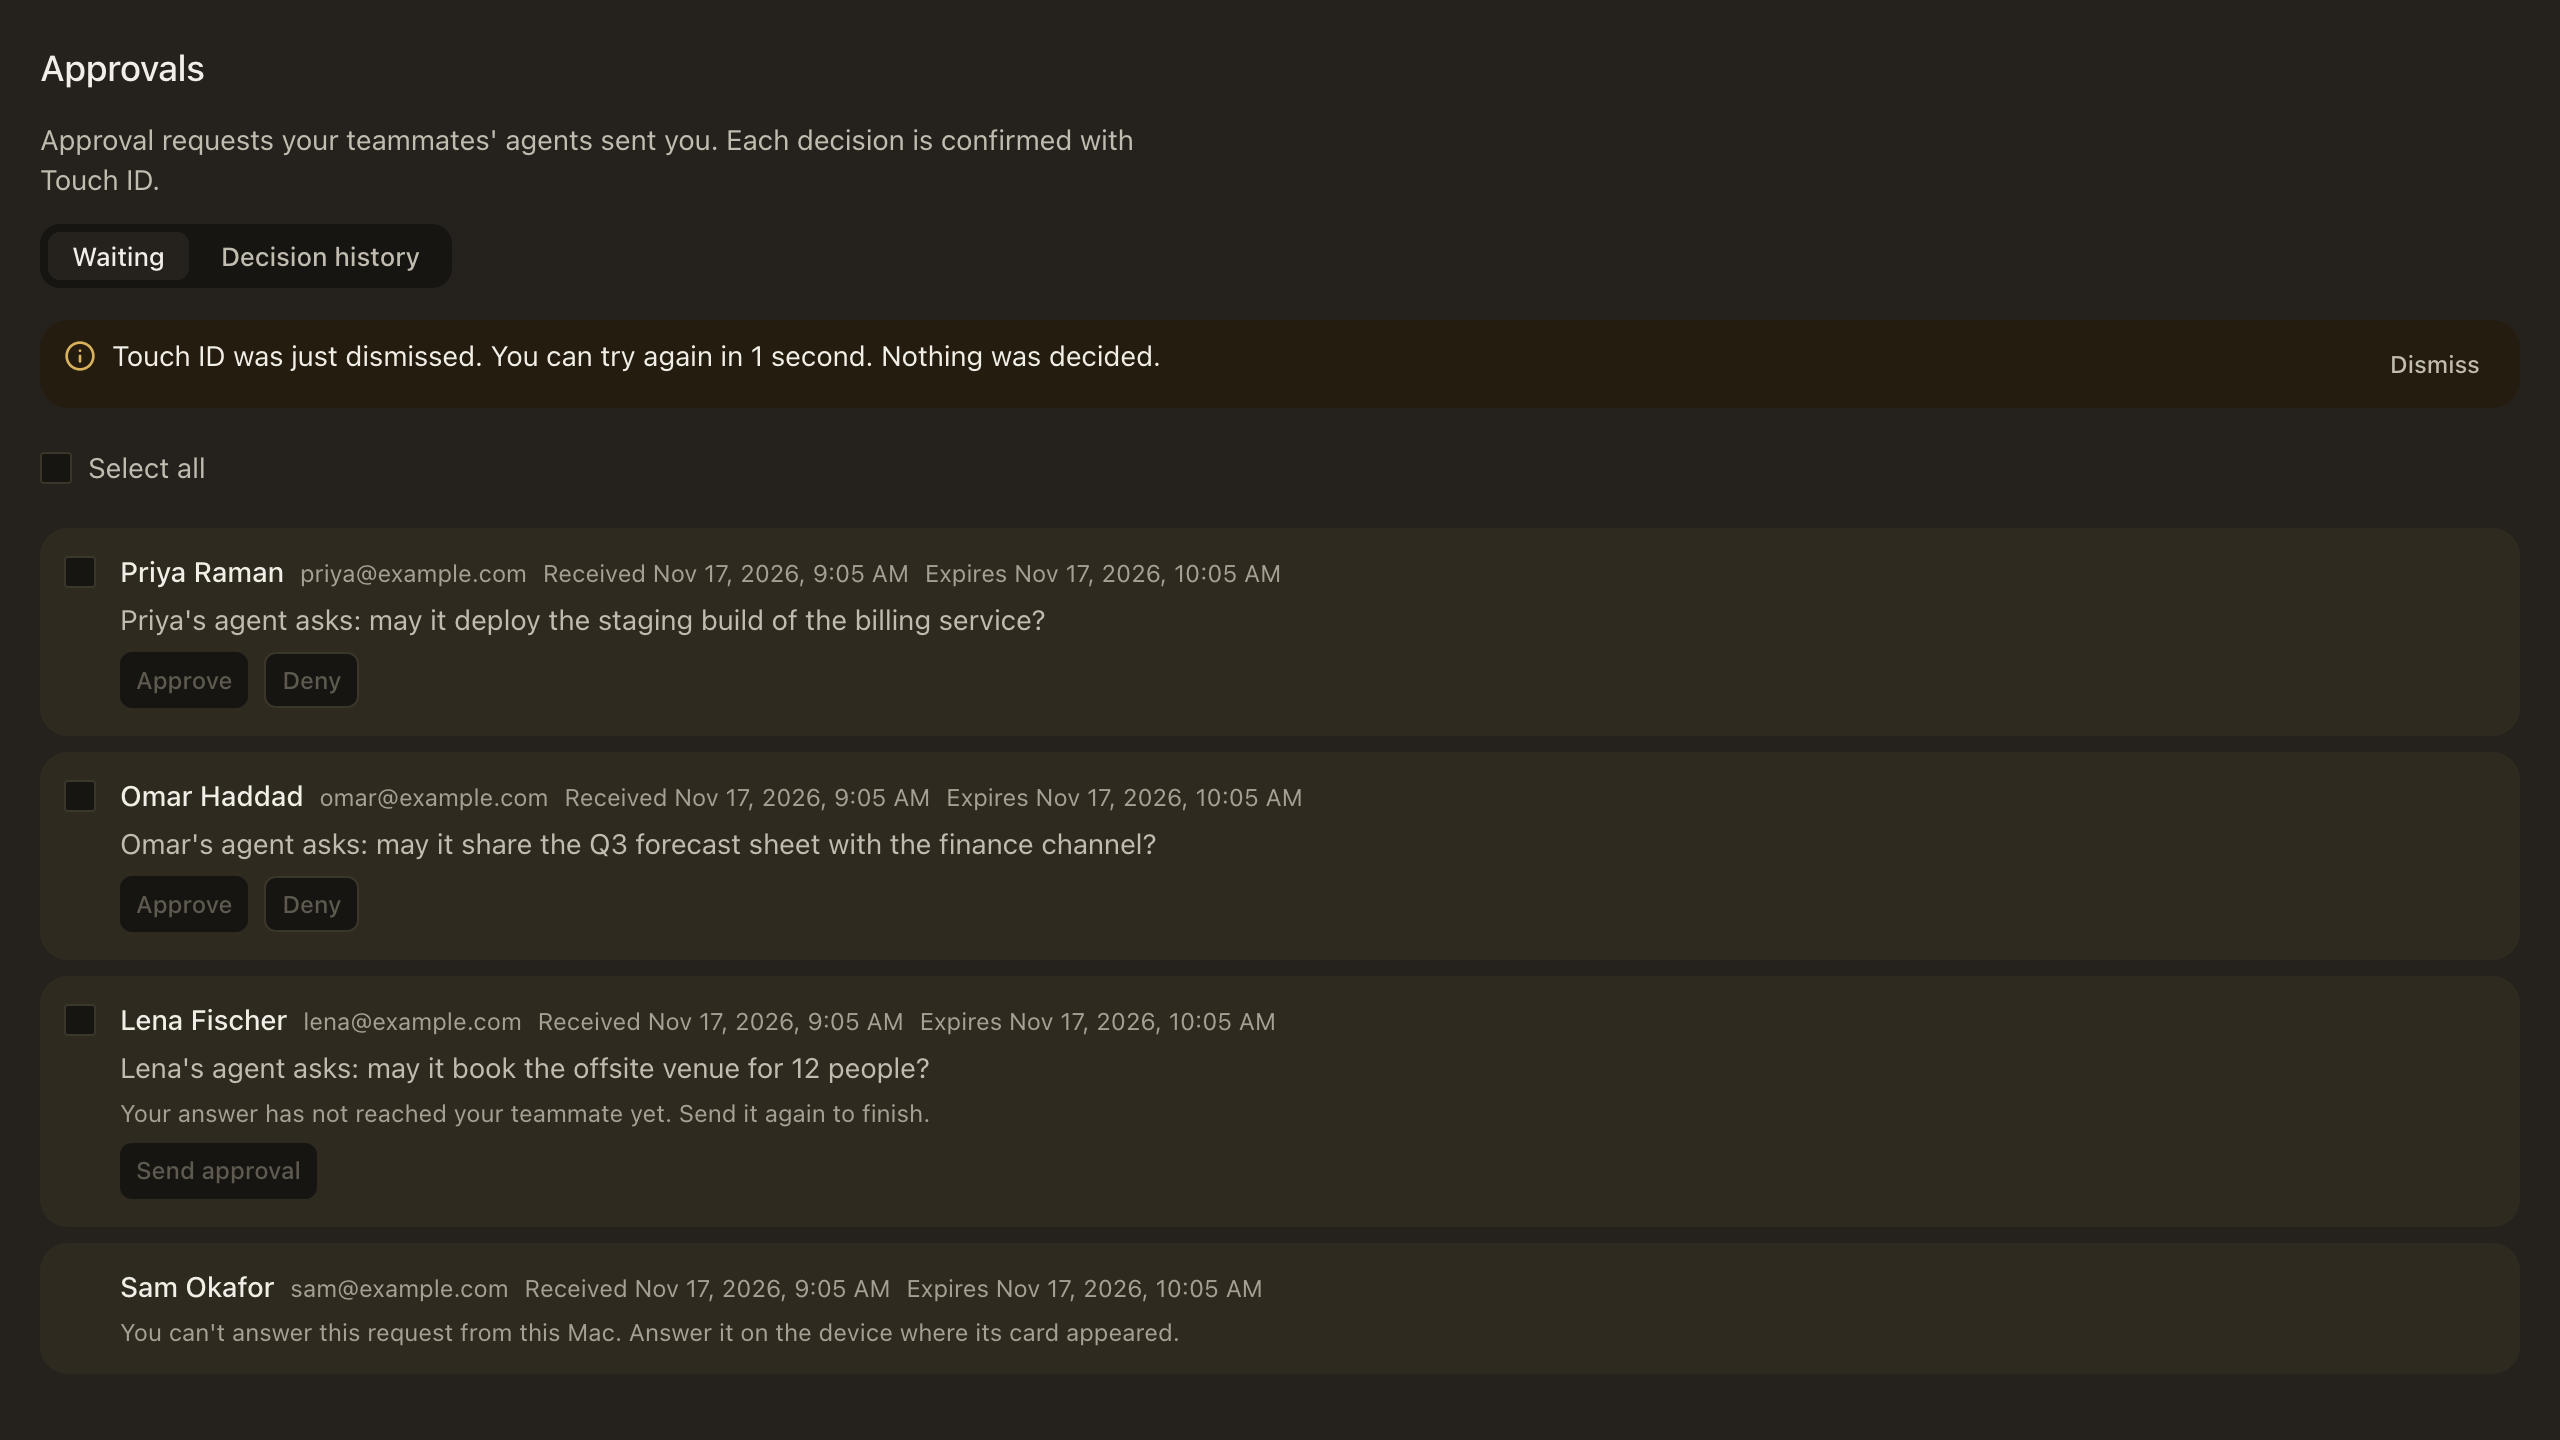 Approvals
Approval requests your teammates' agents sent you. Each decision is confirmed with
Touch ID.
Waiting Decision history
Touch ID was just dismissed. You can try again in 1 second. Nothing was decided. Dismiss
Select all
Priya Raman priya@example.com Received Nov 17, 2026, 9:05 AM Expires Nov 17, 2026, 10:05 AM
Priya's agent asks: may it deploy the staging build of the billing service?
Approve Deny
Omar Haddad omar@example.com Received Nov 17, 2026, 9:05 AM Expires Nov 17, 2026, 10:05 AM
Omar's agent asks: may it share the Q3 forecast sheet with the finance channel?
Approve Deny
Lena Fischer lena@example.com Received Nov 17, 2026, 9:05 AM Expires Nov 17, 2026, 10:05 AM
Lena's agent asks: may it book the offsite venue for 12 people?
Your answer has not reached your teammate yet. Send it again to finish.
Send approval
Sam Okafor sam@example.com Received Nov 17, 2026, 9:05 AM Expires Nov 17, 2026, 10:05 AM
You can't answer this request from this Mac. Answer it on the device where its card appeared.